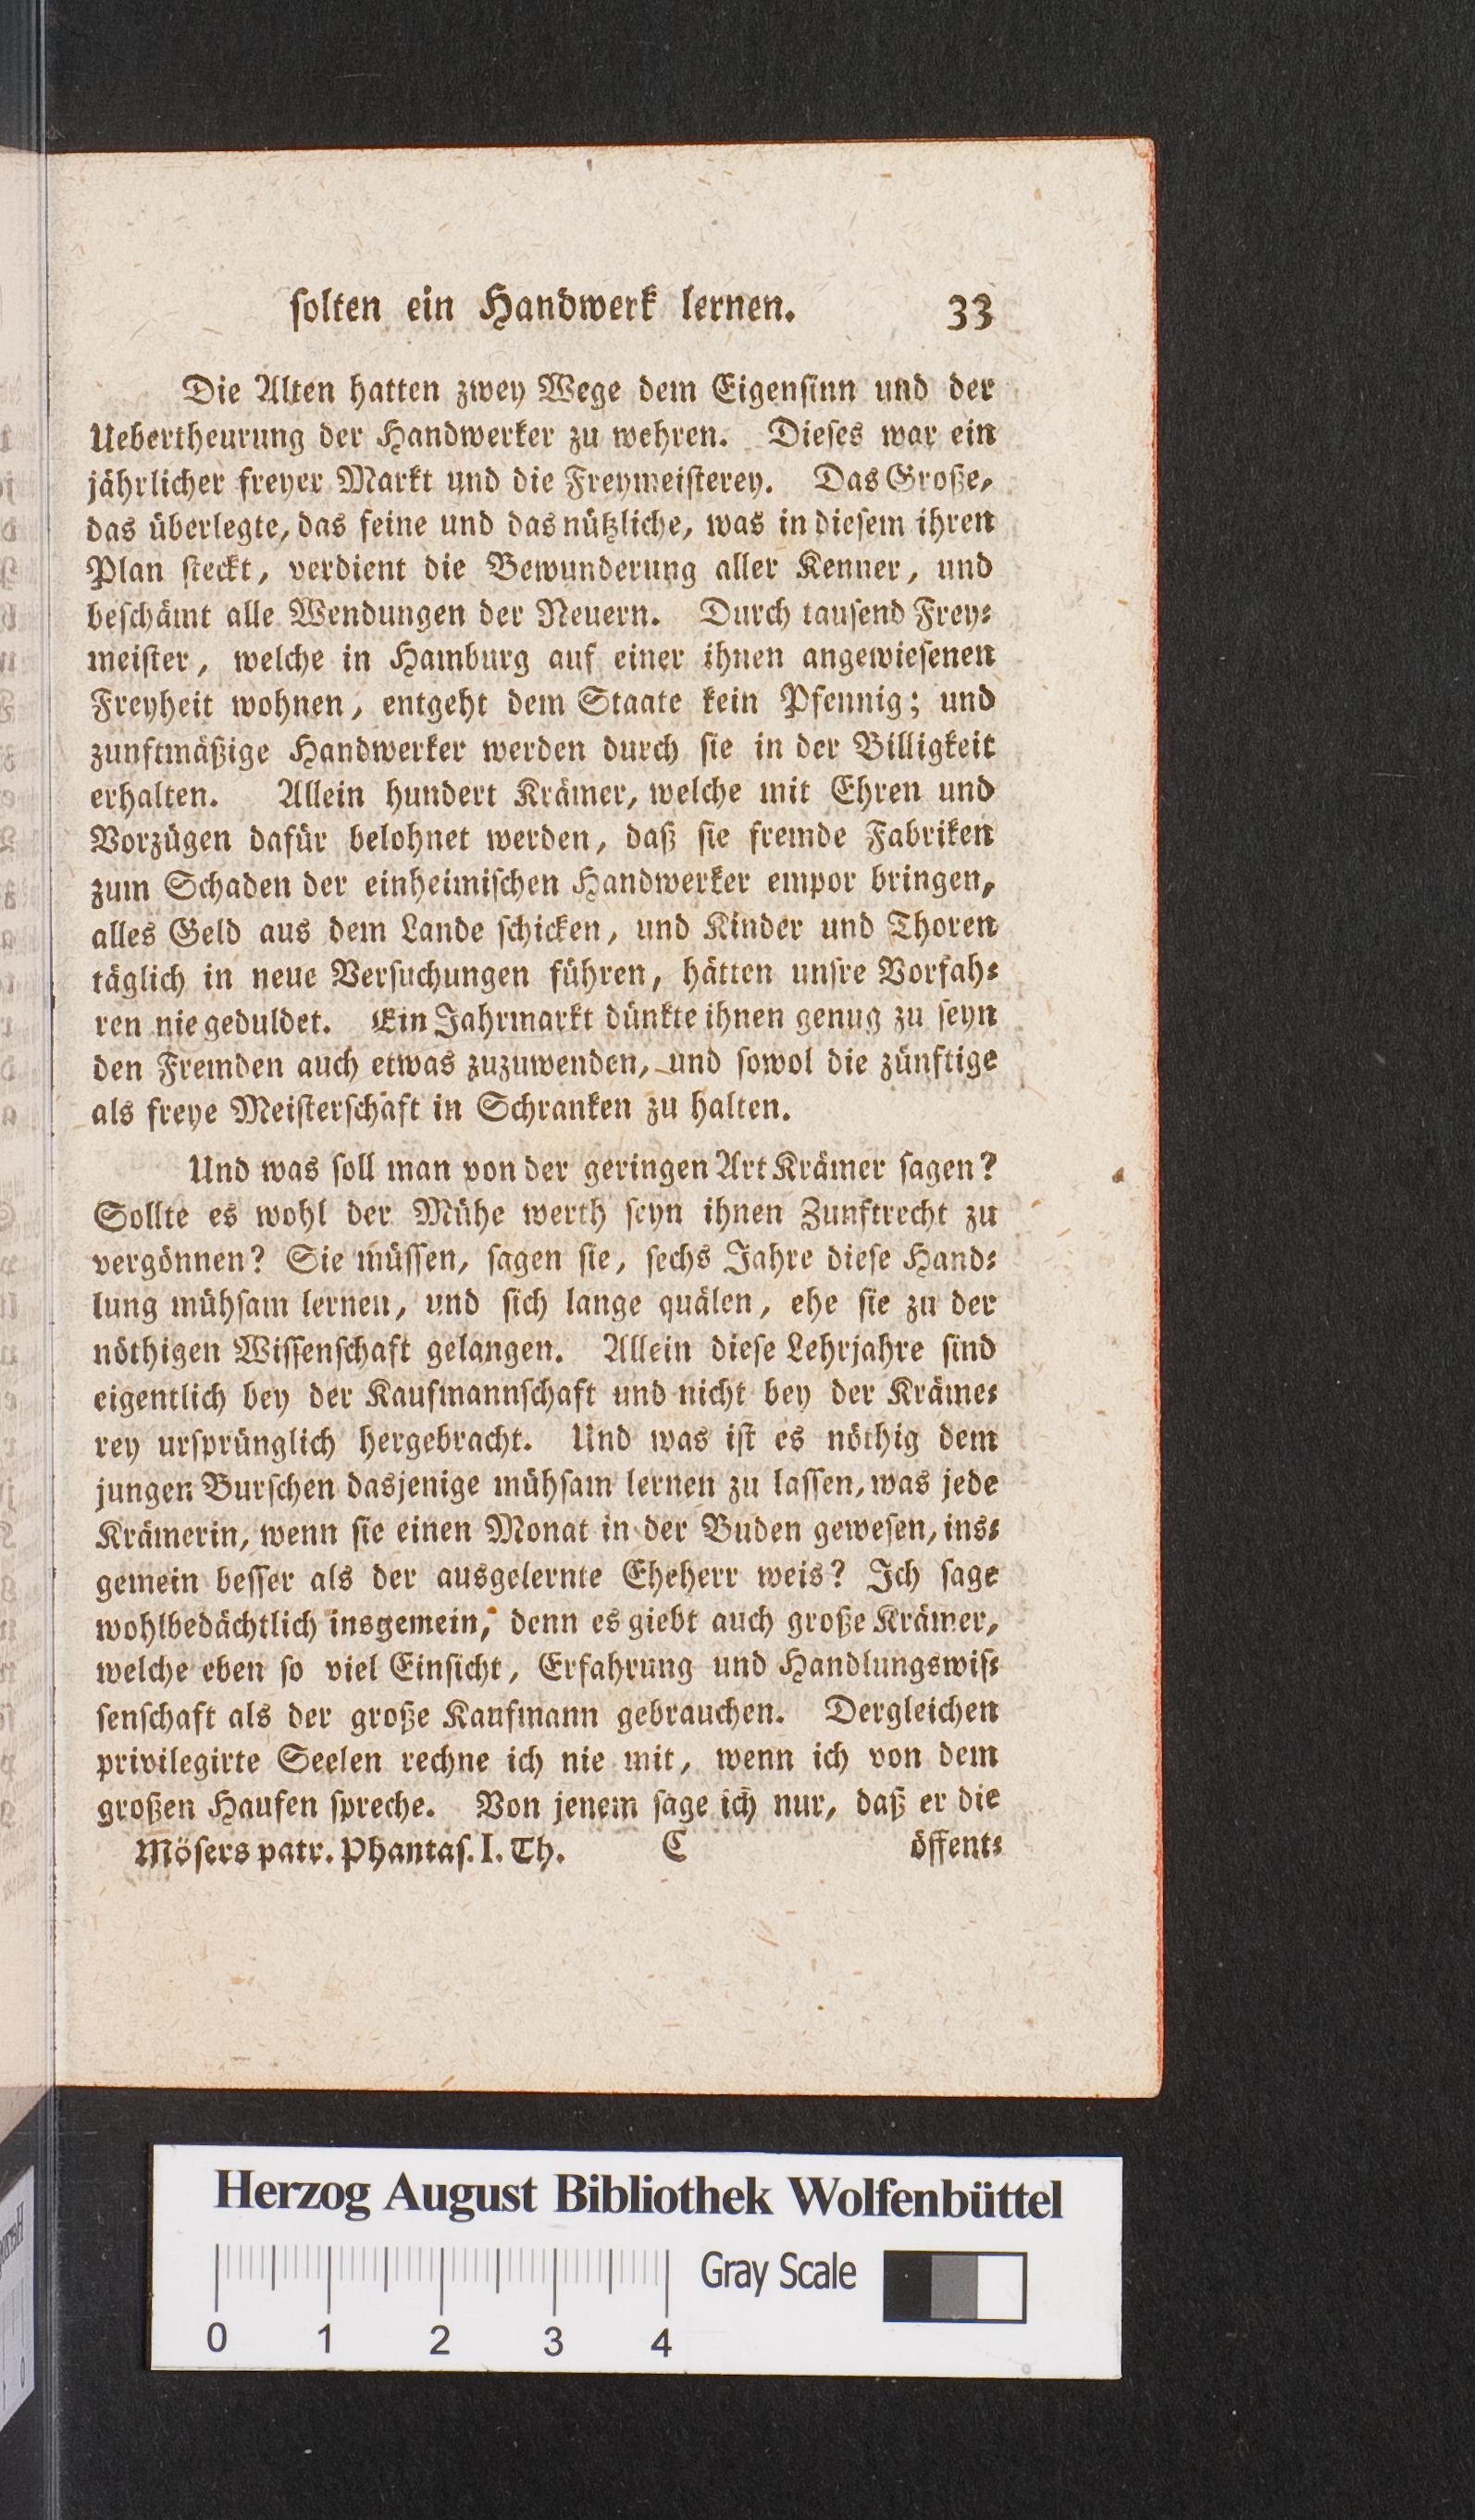 ſolten ein Handwerk lernen. 33
Die Alten hatten zwey Wege dem Eigenſinn und der
Uebertheurung der Handwerker zu wehren. Dieſes war ein
jährlicher freyer Markt und die Freymeiſterey. Das Große,
das überlegte, das feine und das nützliche, was in dieſem ihren
Plan ſteckt, verdient die Bewunderung aller Kenner, und
beſchämt alle Wendungen der Neuern. Durch tauſend Frey⸗
meiſter, welche in Hamburg auf einer ihnen angewieſenen
Freyheit wohnen, entgeht dem Staate kein Pfennig; und
zunftmäßige Handwerker werden durch ſie in der Billigkeit
erhalten. Allein hundert Krämer, welche mit Ehren und
Vorzügen dafür belohnet werden, daß ſie fremde Fabriken
zum Schaden der einheimiſchen Handwerker empor bringen,
alles Geld aus dem Lande ſchicken, und Kinder und Thoren
täglich in neue Verſuchungen führen, hätten unſre Vorfah⸗
ren nie geduldet. Ein Jahrmarkt dünkte ihnen genug zu ſeyn
den Fremden auch etwas zuzuwenden, und ſowol die zünftige
als freye Meiſterſchaft in Schranken zu halten.
Und was ſoll man von der geringen Art Krämer ſagen?
Sollte es wohl der Mühe werth ſeyn ihnen Zunftrecht zu
vergönnen? Sie müſſen, ſagen ſie, ſechs Jahre dieſe Hand⸗
lung mühſam lernen, und ſich lange quälen, ehe ſie zu der
nöthigen Wiſſenſchaft gelangen. Allein dieſe Lehrjahre ſind
eigentlich bey der Kaufmannſchaft und nicht bey der Kräme⸗
rey urſprünglich hergebracht. Und was iſt es nöthig dem
jungen Burſchen dasjenige mühſam lernen zu laſſen, was jede
Krämerin, wenn ſie einen Monat in der Buden geweſen, ins⸗
gemein beſſer als der ausgelernte Eheherr weis? Ich ſage
wohlbedächtlich insgemein, denn es giebt auch große Krämer,
welche eben ſo viel Einſicht, Erfahrung und Handlungswiſ⸗
ſenſchaft als der große Kaufmann gebrauchen. Dergleichen
privilegirte Seelen rechne ich nie mit, wenn ich von dem
großen Haufen ſpreche. Von jenem ſage ich nur, daß er die
Möſers patr. Phantaſ. I. Th. C öffent⸗
Herzog August Bibliothek Wolfenbüttel
Gray Scale
0 1 2 3 4